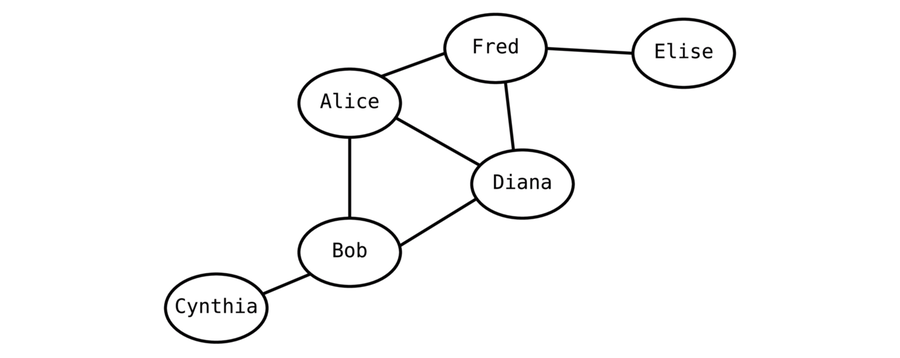 Fred
Elise
Alice
Diana
Bob
Cynthia